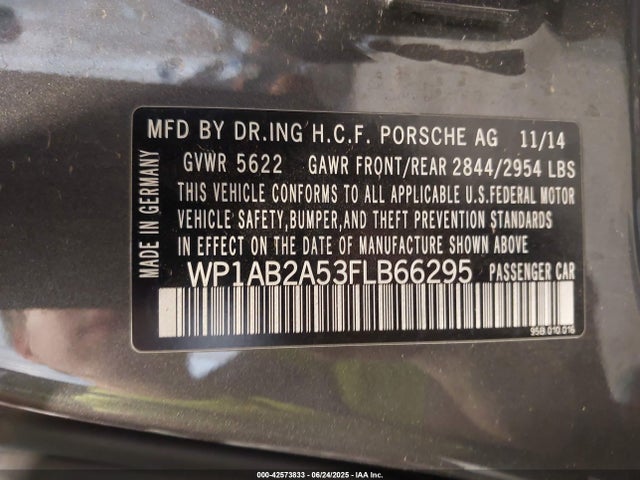 MFD BY DR.ING H.C.F. PORSCHE AG 11/14
GVWR 5622 GAWR FRONT/REAR 2844/2954 LBS
THIS VEHICLE CONFORMS TO ALL APPLICABLE U.S.FEDERAL MOTOR
VEHICLE SAFETY,BUMPER,AND THEFT PREVENTION STANDARDS
IN EFFECT ON THE DATE OF MANUFACTURE SHOWN ABOVE
WP1AB2A53FLB66295 PASSENGER CAR
MADE IN GERMANY
95B.010.016
000-42573833 - 06/24/2025 - IAA Inc.